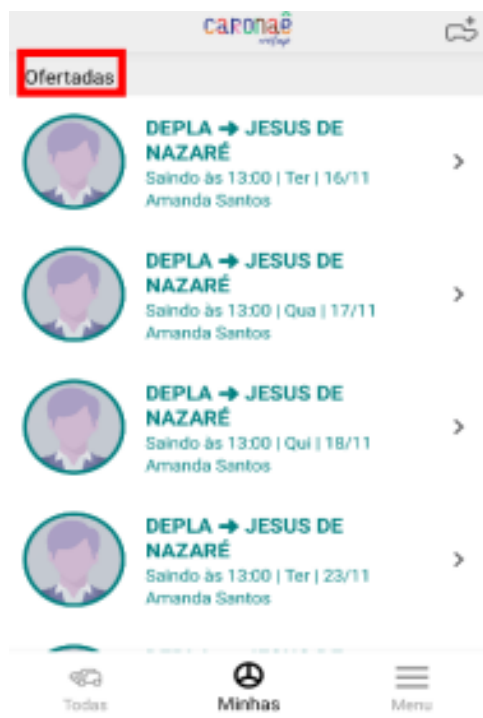 caronaê
unifap
Ofertadas
DEPLA ➔ JESUS DE
NAZARÉ
Saindo às 13:00 | Ter | 16/11
Amanda Santos
DEPLA ➔ JESUS DE
NAZARÉ
Saindo às 13:00 | Qua | 17/11
Amanda Santos
DEPLA ➔ JESUS DE
NAZARÉ
Saindo às 13:00 | Qui | 18/11
Amanda Santos
DEPLA ➔ JESUS DE
NAZARÉ
Saindo às 13:00 | Ter | 23/11
Amanda Santos
Todas
Minhas
Menu